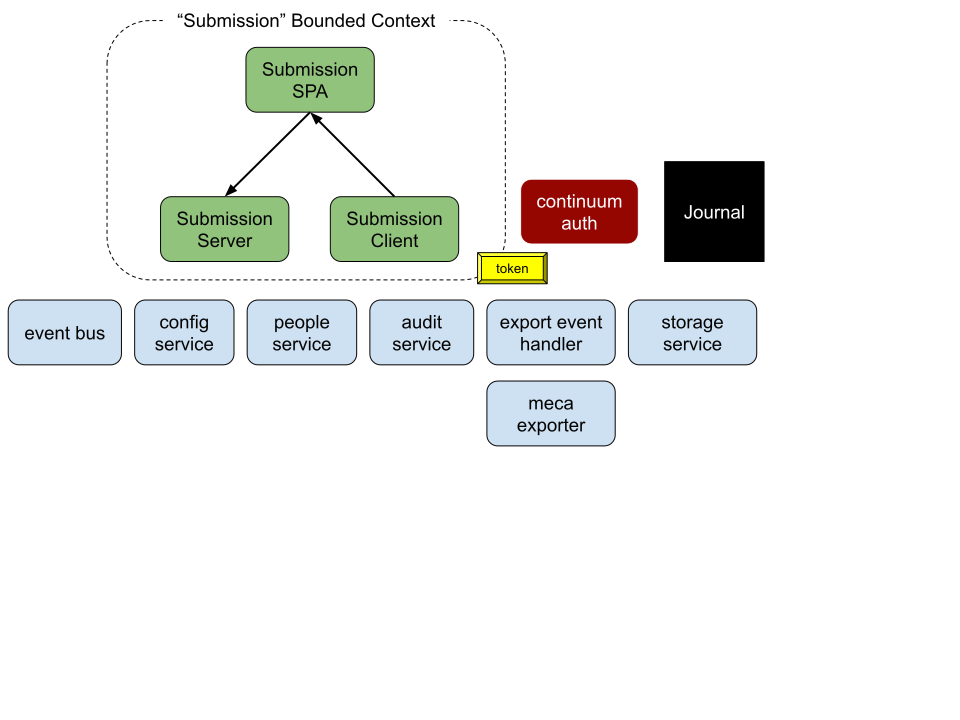 “Submission” Bounded Context
Submission
SPA
Submission
Server
Submission
Client
continuum
auth
Journal
token
event bus
config
service
people
service
audit
service
export event
handler
storage
service
meca
exporter